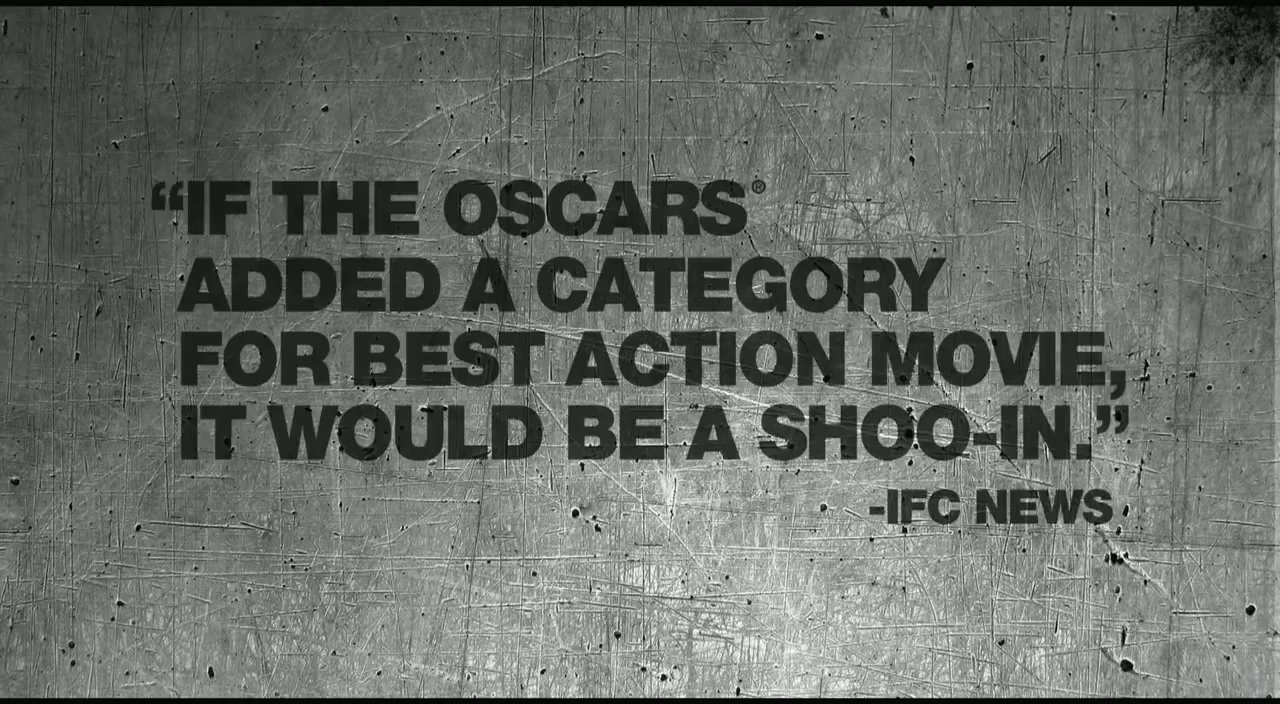 “IF THE OSCARS®
ADDED A CATEGORY
FOR BEST ACTION MOVIE,
IT WOULD BE A SHOO-IN.”
-IFC NEWS